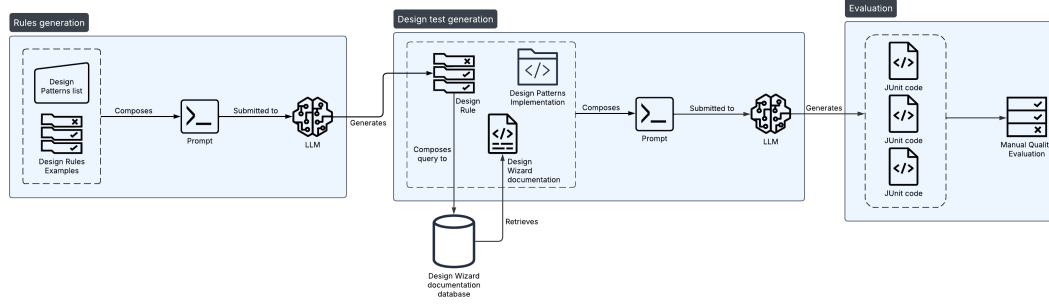 Rules generation
Design
Patterns list
Design Rules
Examples
Composes
Prompt
Submitted to
LLM
Generates
Design test generation
Design
Rule
Design Patterns
Implementation
Design
Wizard
documentation
Composes
query to
Retrieves
Design Wizard
documentation
database
Composes
Prompt
Submitted to
LLM
Generates
Evaluation
JUnit code
JUnit code
JUnit code
Manual Qualit
Evaluation